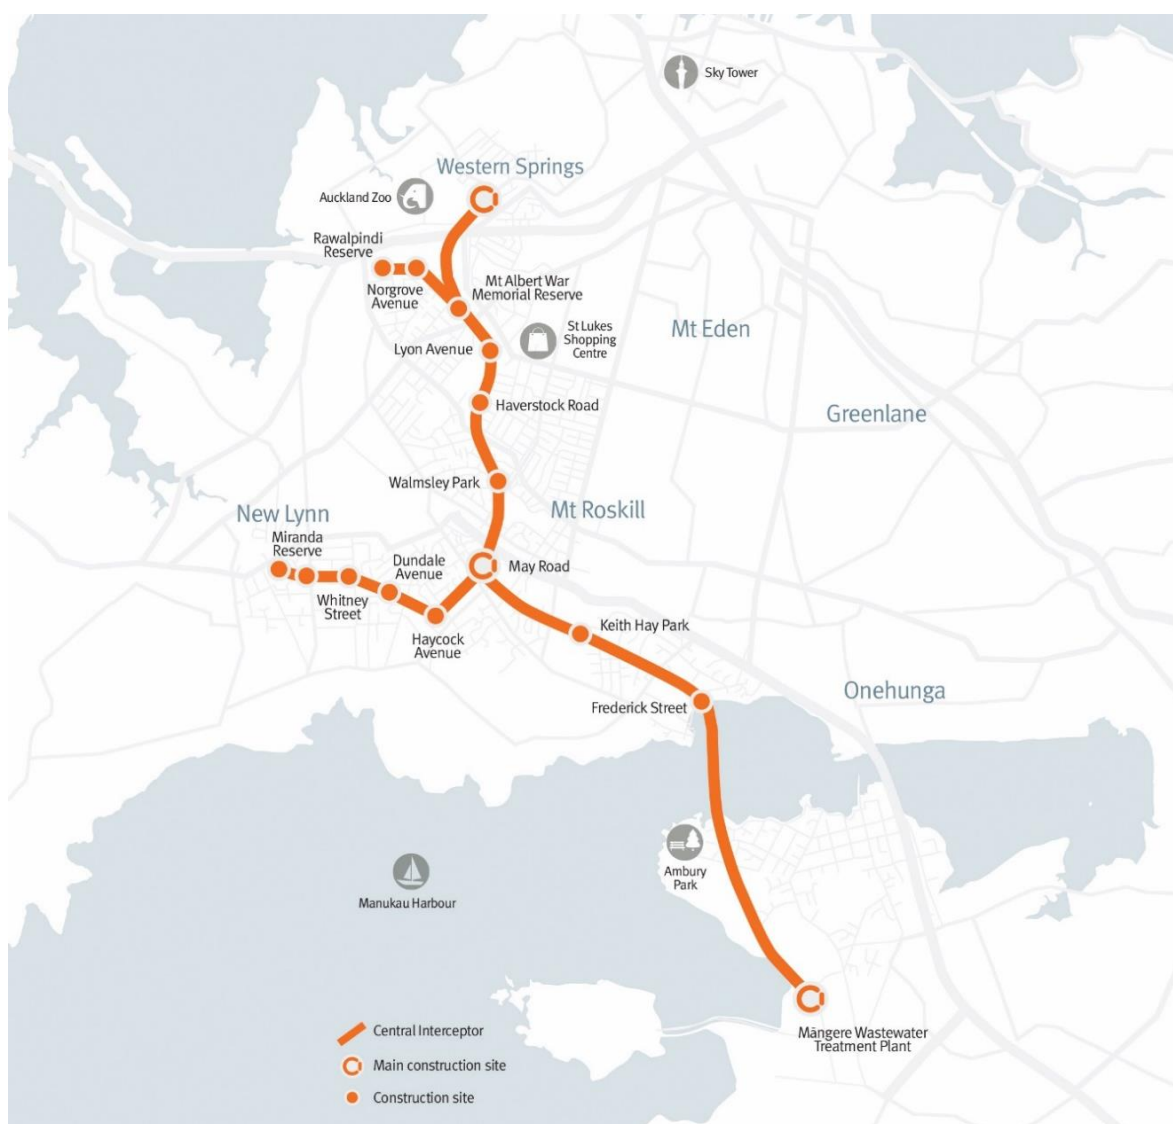 Sky Tower
Western Springs
Auckland Zoo
Rawalpindi
Reserve
Norgrove
Avenue
Mt Albert War
Memorial Reserve
St Lukes
Shopping
Centre
Mt Eden
Lyon Avenue
Haverstock Road
Greenlane
Walmsley Park
Mt Roskill
New Lynn
Miranda
Reserve
Dundale
Avenue
May Road
Whitney
Street
Haycock
Avenue
Keith Hay Park
Onehunga
Frederick Street
Ambury
Park
Manukau Harbour
Māngere Wastewater
Treatment Plant
Central Interceptor
Main construction site
Construction site